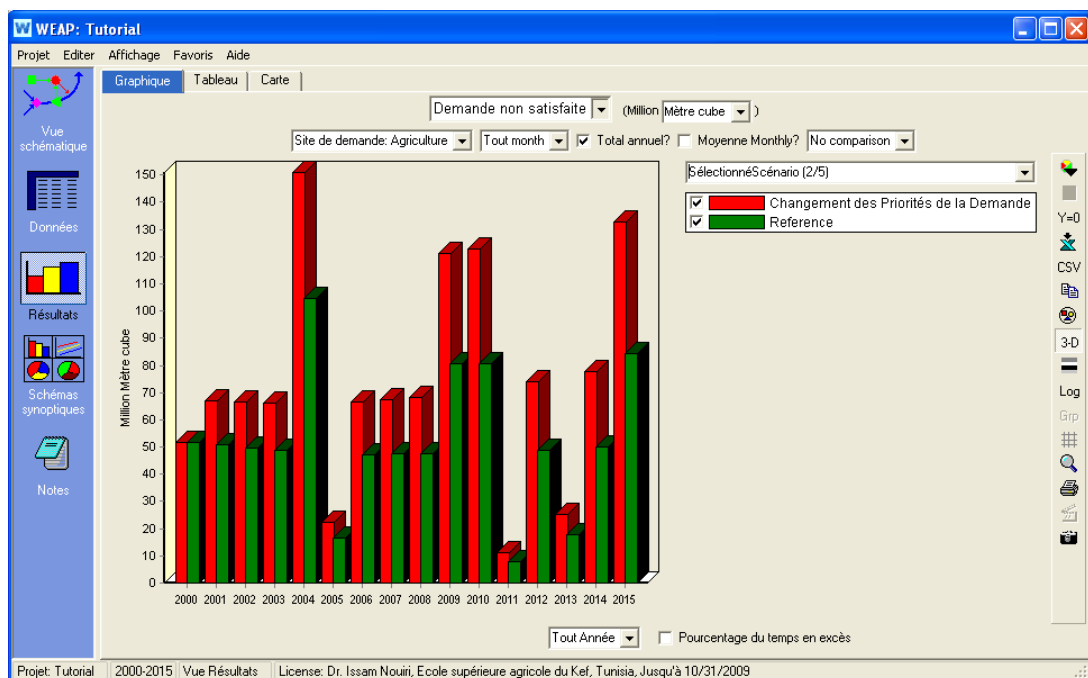 WEAP: Tutorial
Projet Editer Affichage Favoris Aide
Graphique Tableau Carte
Demande non satisfaite (Million Mètre cube )
Site de demande: Agriculture Tout month Total annuel? Moyenne Monthly? No comparison
SélectionnéScénario (2/5)
Changement des Priorités de la Demande
Reference
Vue
schématique
Données
Résultats
Schémas
synoptiques
Notes
Million Mètre cube
150
140
130
120
110
100
90
80
70
60
50
40
30
20
10
0
2000 2001 2002 2003 2004 2005 2006 2007 2008 2009 2010 2011 2012 2013 2014 2015
Y=0
CSV
3-D
Log
Grp
Tout Année Pourcentage du temps en excès
Projet: Tutorial 2000-2015 Vue Résultats License: Dr. Issam Nouiri, Ecole supérieure agricole du Kef, Tunisia, Jusqu'à 10/31/2009